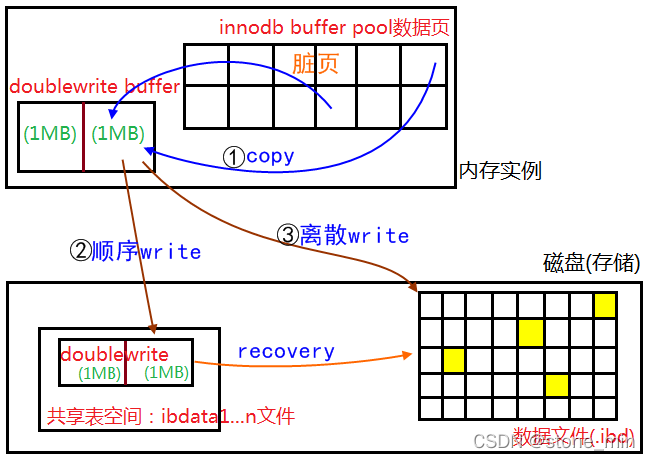 innodb buffer pool数据页
脏页
doublewrite buffer
(1MB) (1MB)
①copy
内存实例
②顺序write
③离散write
磁盘(存储)
doublewrite
(1MB) (1MB)
recovery
共享表空间：ibdata1...n文件
数据文件(.ibd)
CSDN @stone_mln